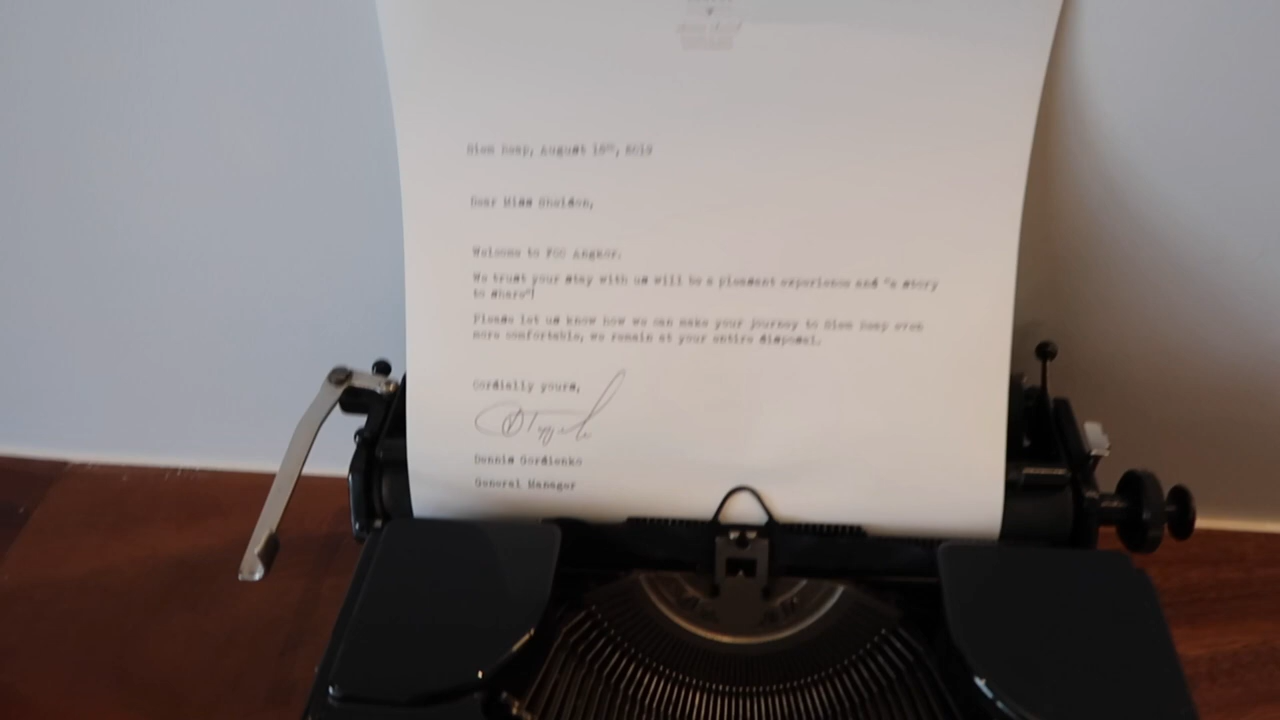 Siem Reap, August 18th, 2019
Dear Miss Sheldon,
Welcome to FCC Angkor.
We trust your stay with us will be a pleasant experience and "a story
to share"!
Please let us know how we can make your journey to Siem Reap even
more comfortable, we remain at your entire disposal.
Cordially yours,
Dennis Gordienko
General Manager